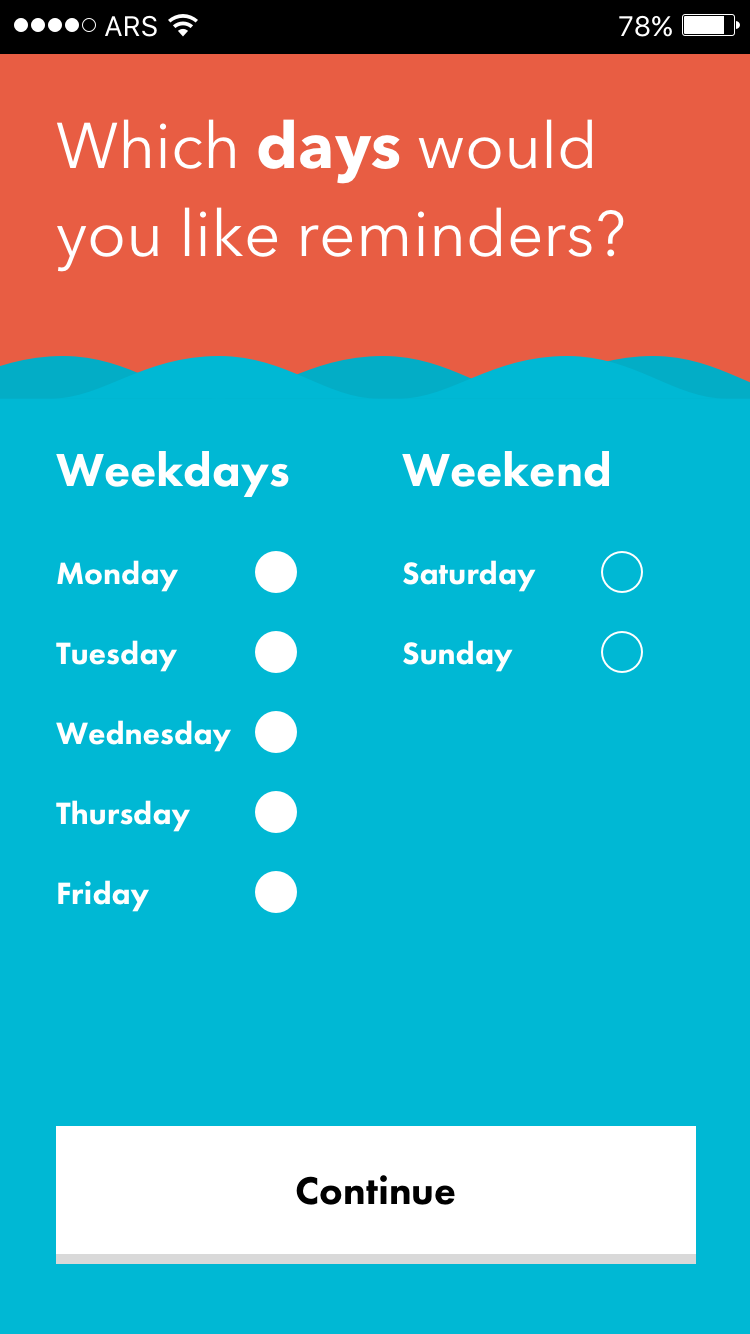 ARS 78%
Which days would
you like reminders?
Weekdays
Monday
Tuesday
Wednesday
Thursday
Friday
Weekend
Saturday
Sunday
Continue